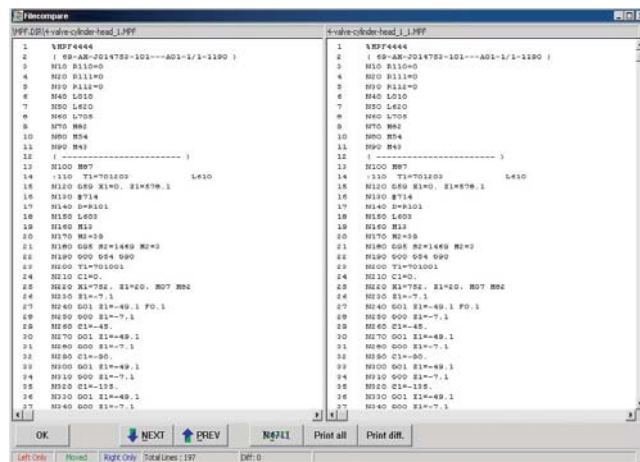 Filecompare
\MPF.DIR\4-valve-cylinder-head_1.MPF
4-valve-cylinder-head_1_1.MPF
1 %MPF4444
2 ( 69-AX-J014753-101---A01-1/1-1190 )
3 N10 R110=0
4 N20 R111=0
5 N30 R112=0
6 N40 L010
7 N50 L620
8 N60 L705
9 N70 M82
10 N80 M54
11 N90 M43
12 ( ----------------------- )
13 N100 M87
14 :110 T1=701203 L610
15 N120 G59 X1=0. Z1=578.1
16 N130 $714
17 N140 D=R101
18 N150 L603
19 N160 M13
20 N170 M2=39
21 N180 G95 S2=1469 M2=3
22 N190 G00 G54 G90
23 N200 T1=701001
24 N210 C1=0.
25 N220 X1=752. Z1=20. M07 M82
26 N230 Z1=-7.1
27 N240 G01 Z1=-49.1 F0.1
28 N250 G00 Z1=-7.1
29 N260 C1=-45.
30 N270 G01 Z1=-49.1
31 N280 G00 Z1=-7.1
32 N290 C1=-90.
33 N300 G01 Z1=-49.1
34 N310 G00 Z1=-7.1
35 N320 C1=-135.
36 N330 G01 Z1=-49.1
37 N340 G00 Z1=-7.1
1 %MPF4444
2 ( 69-AX-J014753-101---A01-1/1-1190 )
3 N10 R110=0
4 N20 R111=0
5 N30 R112=0
6 N40 L010
7 N50 L620
8 N60 L705
9 N70 M82
10 N80 M54
11 N90 M43
12 ( ----------------------- )
13 N100 M87
14 :110 T1=701203 L610
15 N120 G59 X1=0. Z1=578.1
16 N130 $714
17 N140 D=R101
18 N150 L603
19 N160 M13
20 N170 M2=39
21 N180 G95 S2=1469 M2=3
22 N190 G00 G54 G90
23 N200 T1=701001
24 N210 C1=0.
25 N220 X1=752. Z1=20. M07 M82
26 N230 Z1=-7.1
27 N240 G01 Z1=-49.1 F0.1
28 N250 G00 Z1=-7.1
29 N260 C1=-45.
30 N270 G01 Z1=-49.1
31 N280 G00 Z1=-7.1
32 N290 C1=-90.
33 N300 G01 Z1=-49.1
34 N310 G00 Z1=-7.1
35 N320 C1=-135.
36 N330 G01 Z1=-49.1
37 N340 G00 Z1=-7.1
OK NEXT PREV Print all Print diff.
Left Only Moved Right Only Total Lines : 197 Diff: 0